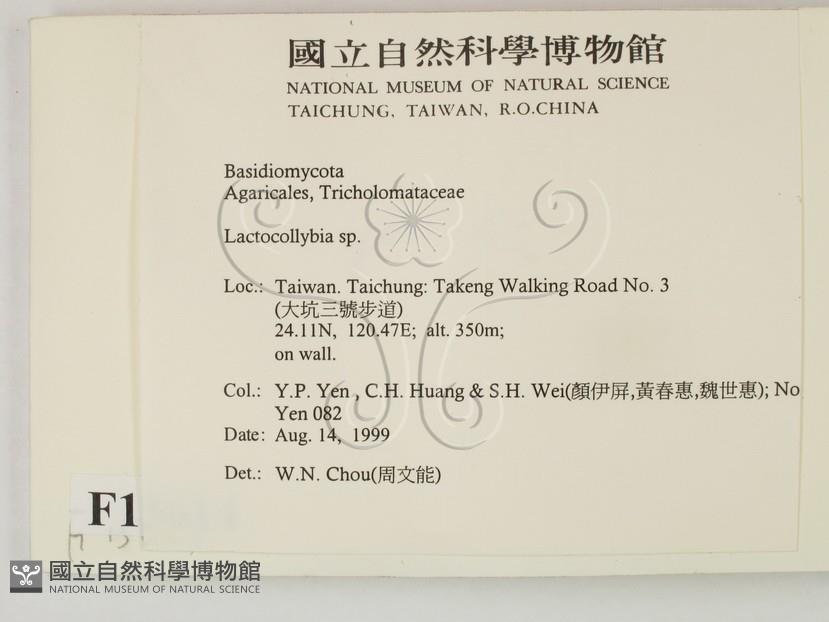 國立自然科學博物館
NATIONAL MUSEUM OF NATURAL SCIENCE
TAICHUNG, TAIWAN, R.O.CHINA
Basidiomycota
Agaricales, Tricholomataceae
Lactocollybia sp.
Loc.: Taiwan. Taichung: Takeng Walking Road No. 3
(大坑三號步道)
24.11N, 120.47E; alt. 350m;
on wall.
Col.: Y.P. Yen , C.H. Huang & S.H. Wei(顏伊屏,黃春惠,魏世惠); No
Yen 082
Date: Aug. 14, 1999
Det.: W.N. Chou(周文能)
F1
國立自然科學博物館
NATIONAL MUSEUM OF NATURAL SCIENCE